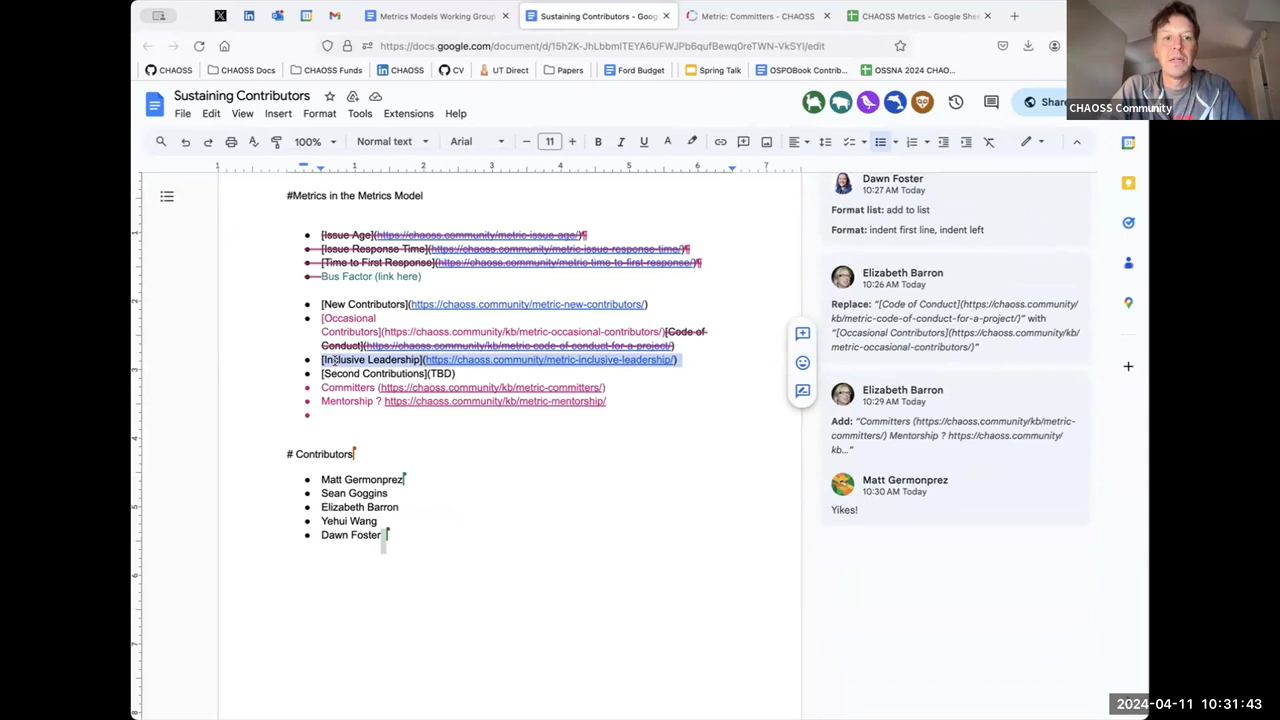 Metrics Models Working Group
Sustaining Contributors - Goog
Metric: Committers - CHAOSS
CHAOSS Metrics - Google She
https://docs.google.com/document/d/15h2K-JhLbbmITEYA6UFWJPb6qufBewq0reTWN-VkSYI/edit
CHAOSS
CHAOSS Docs
CHAOSS Funds
CHAOSS
CV
UT Direct
Papers
Ford Budget
Spring Talk
OSPOBook Contrib...
OSSNA 2024 CHAO...
CHAOSS Community
Sustaining Contributors
Share
File Edit View Insert Format Tools Extensions Help
100% Normal text Arial 11
1 1 2 3 4 5 6 7
#Metrics in the Metrics Model
[Issue Age](https://chaoss.community/metric-issue-age/)¶
[Issue Response Time](https://chaoss.community/metric-issue-response-time/)¶
[Time to First Response](https://chaoss.community/metric-time-to-first-response/)¶
Bus Factor (link here)
[New Contributors](https://chaoss.community/metric-new-contributors/)
[Occasional
Contributors](https://chaoss.community/kb/metric-occasional-contributors/)[Code of
Conduct](https://chaoss.community/metric-code-of-conduct-for-a-project/)
[Inclusive Leadership](https://chaoss.community/metric-inclusive-leadership/)
[Second Contributions](TBD)
Committers (https://chaoss.community/kb/metric-committers/)
Mentorship ? https://chaoss.community/kb/metric-mentorship/
# Contributors
Matt Germonprez
Sean Goggins
Elizabeth Barron
Yehui Wang
Dawn Foster
Dawn Foster
10:27 AM Today
Format list: add to list
Format: indent first line, indent left
Elizabeth Barron
10:26 AM Today
Replace: “[Code of Conduct](https://chaoss.community/
kb/metric-code-of-conduct-for-a-project/)” with
“[Occasional Contributors](https://chaoss.community/kb/
metric-occasional-contributors/)”
Elizabeth Barron
10:29 AM Today
Add: “Committers (https://chaoss.community/kb/metric-
committers/) Mentorship ? https://chaoss.community/
kb...”
Matt Germonprez
10:30 AM Today
Yikes!
2024-04-11 10:31:43